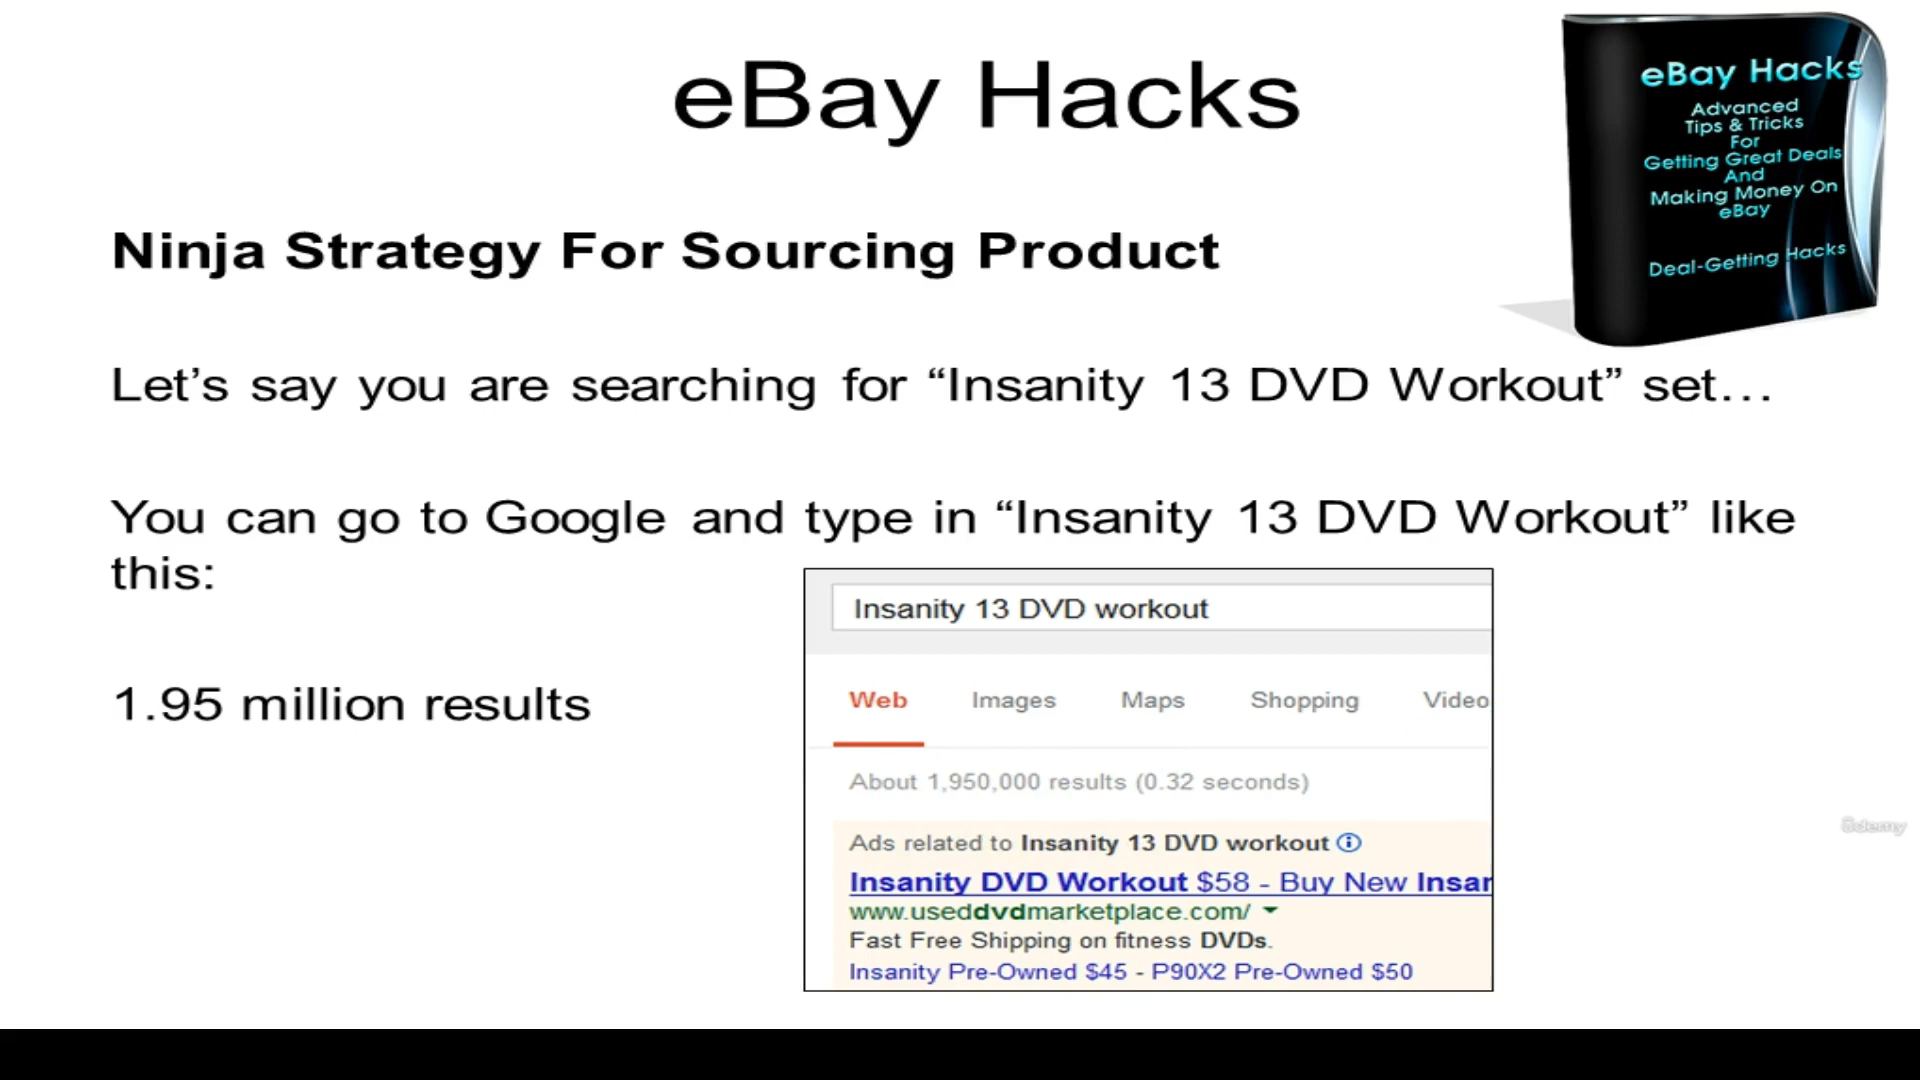 eBay Hacks
eBay Hacks
Advanced
Tips & Tricks
For
Getting Great Deals
And
Making Money On
eBay
Deal-Getting Hacks
Ninja Strategy For Sourcing Product
Let’s say you are searching for “Insanity 13 DVD Workout” set…
You can go to Google and type in “Insanity 13 DVD Workout” like
this:
1.95 million results
Insanity 13 DVD workout
Web Images Maps Shopping Video
About 1,950,000 results (0.32 seconds)
Ads related to Insanity 13 DVD workout
Insanity DVD Workout $58 - Buy New Insan
www.useddvdmarketplace.com/
Fast Free Shipping on fitness DVDs.
Insanity Pre-Owned $45 - P90X2 Pre-Owned $50
ûdemy